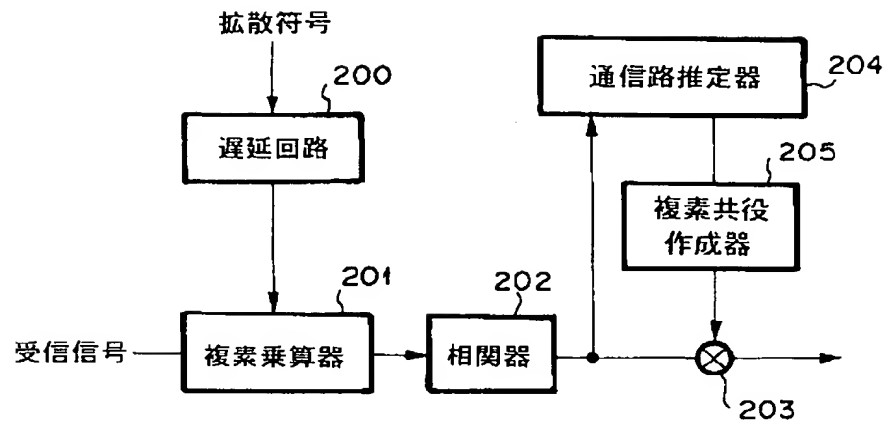 拡散符号
200
遅延回路
通信路推定器
204
205
複素共役
作成器
201
202
受信信号
複素乗算器
相関器
203